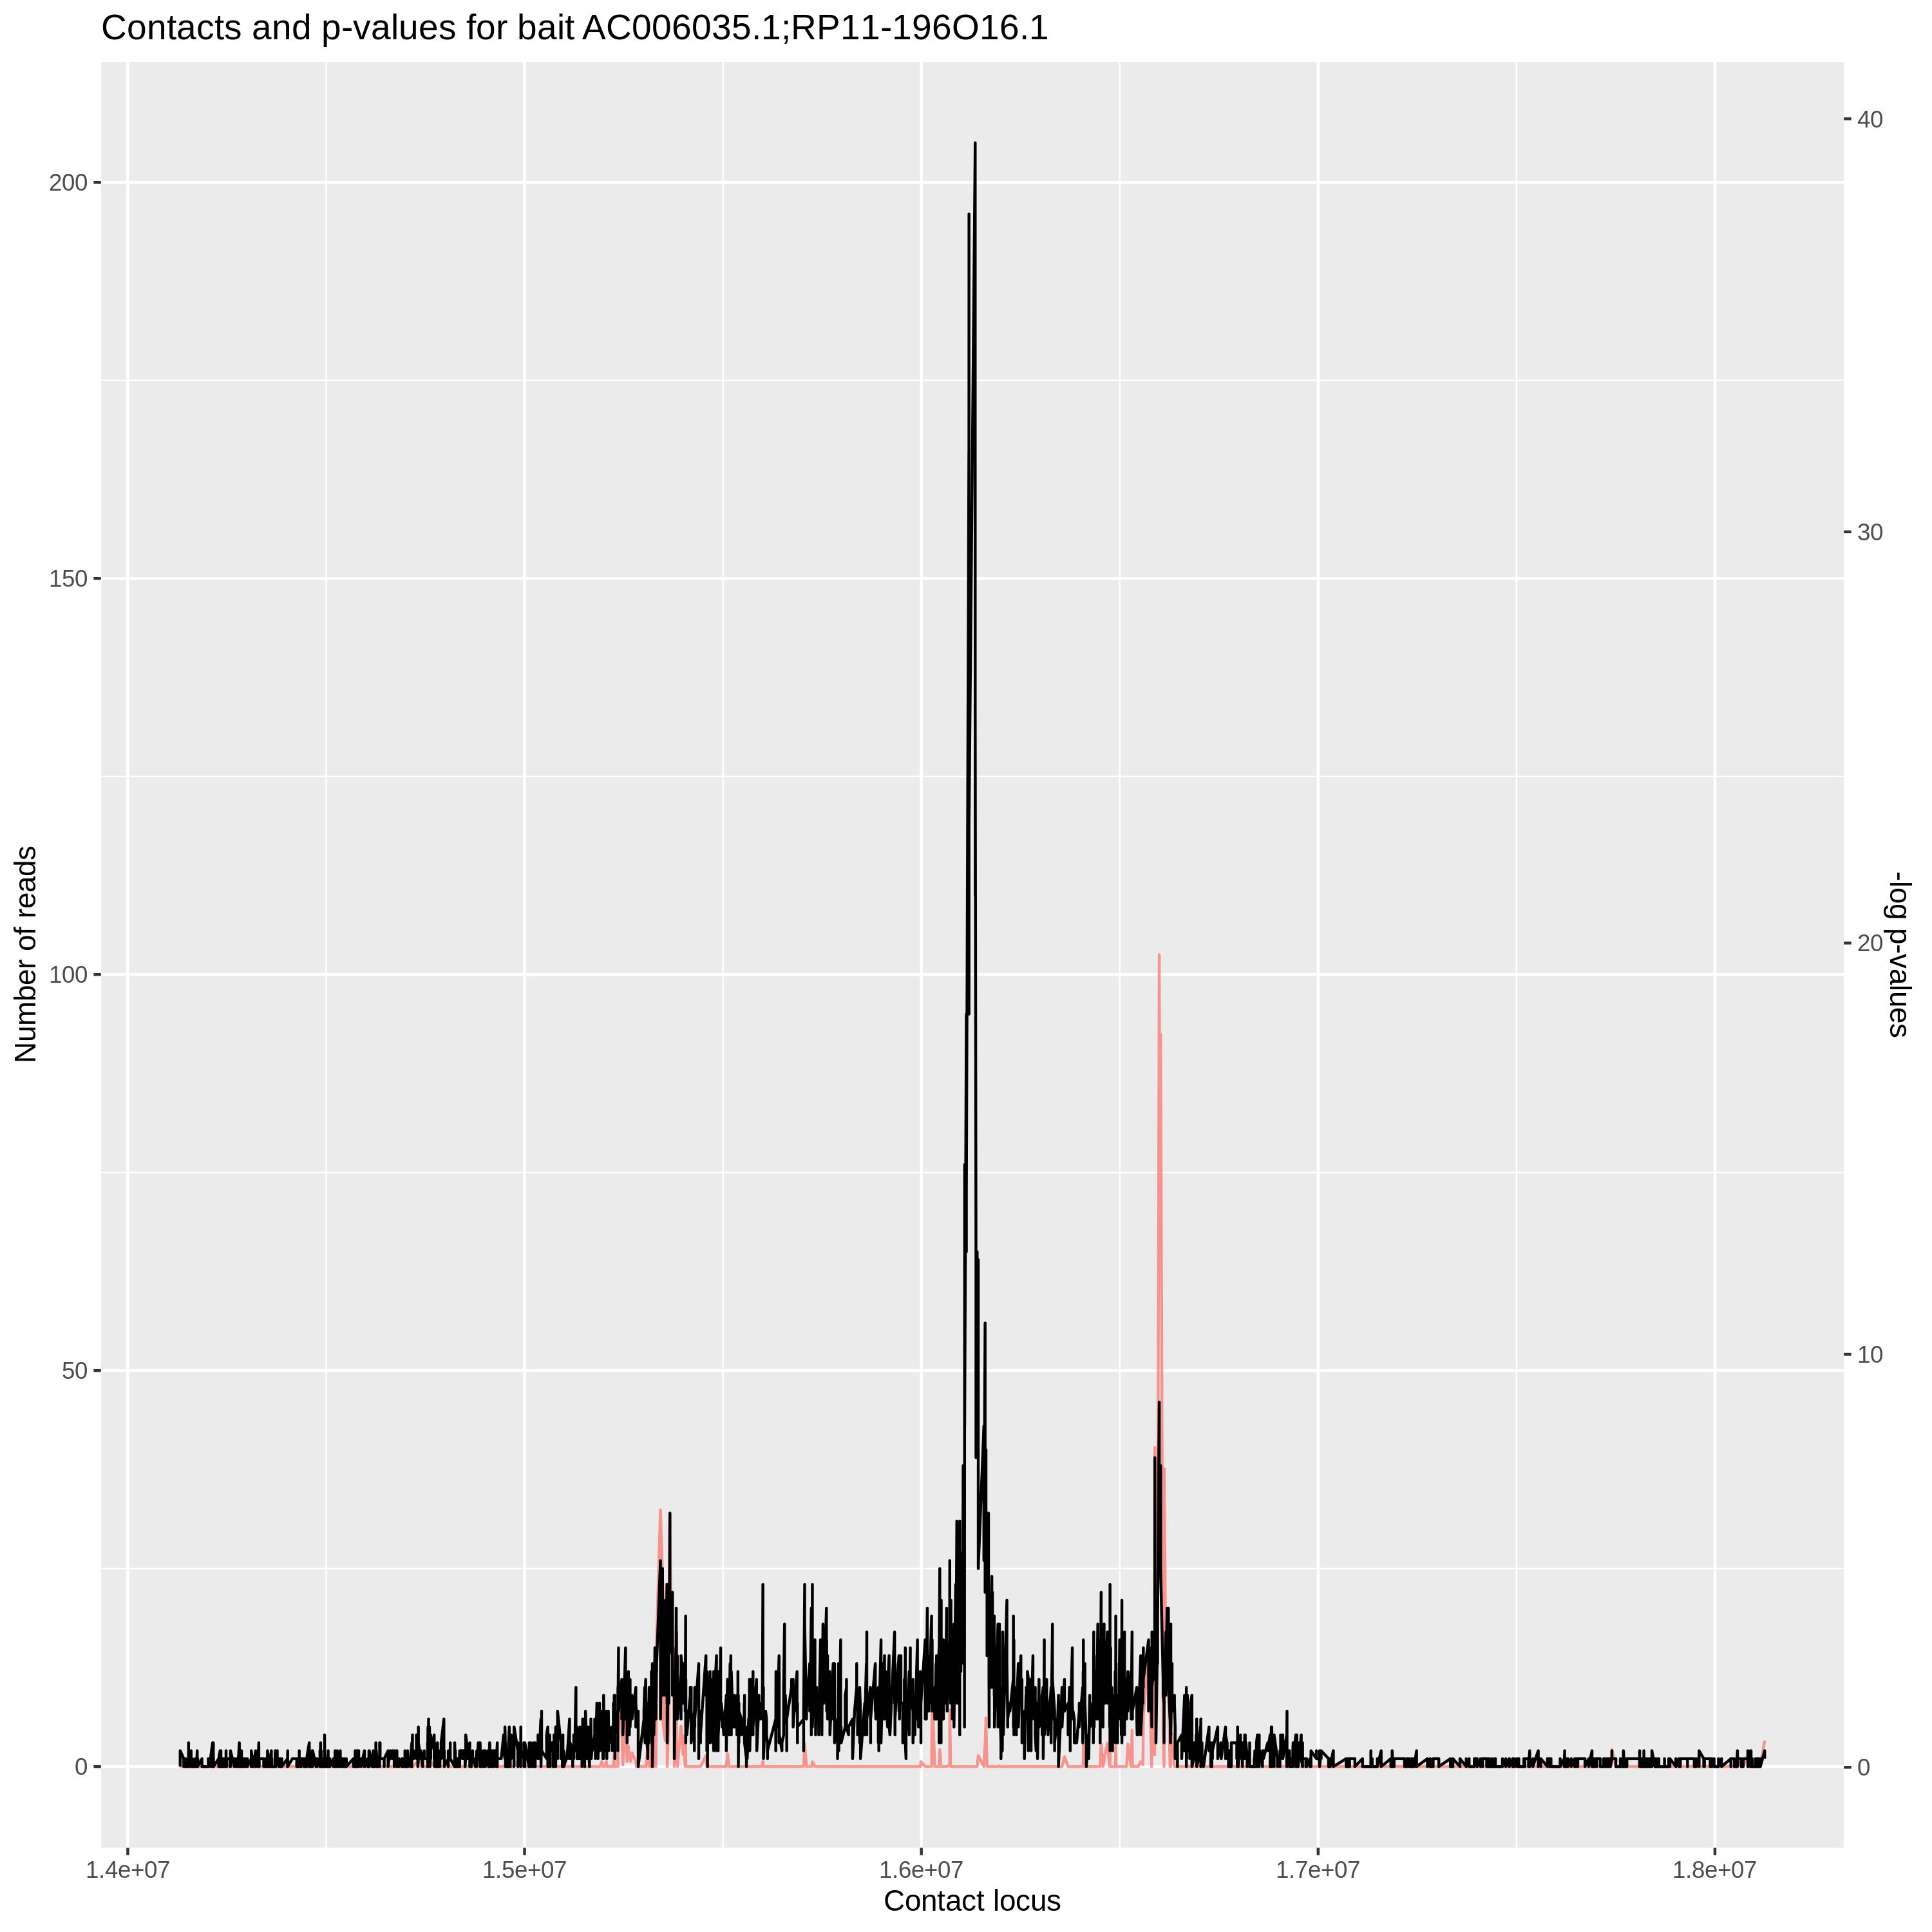 Contacts and p-values for bait AC006035.1;RP11-196O16.1
200
150
100
50
0
Number of reads
40
30
20
10
0
-log p-values
1.4e+07 1.5e+07 1.6e+07 1.7e+07 1.8e+07
Contact locus